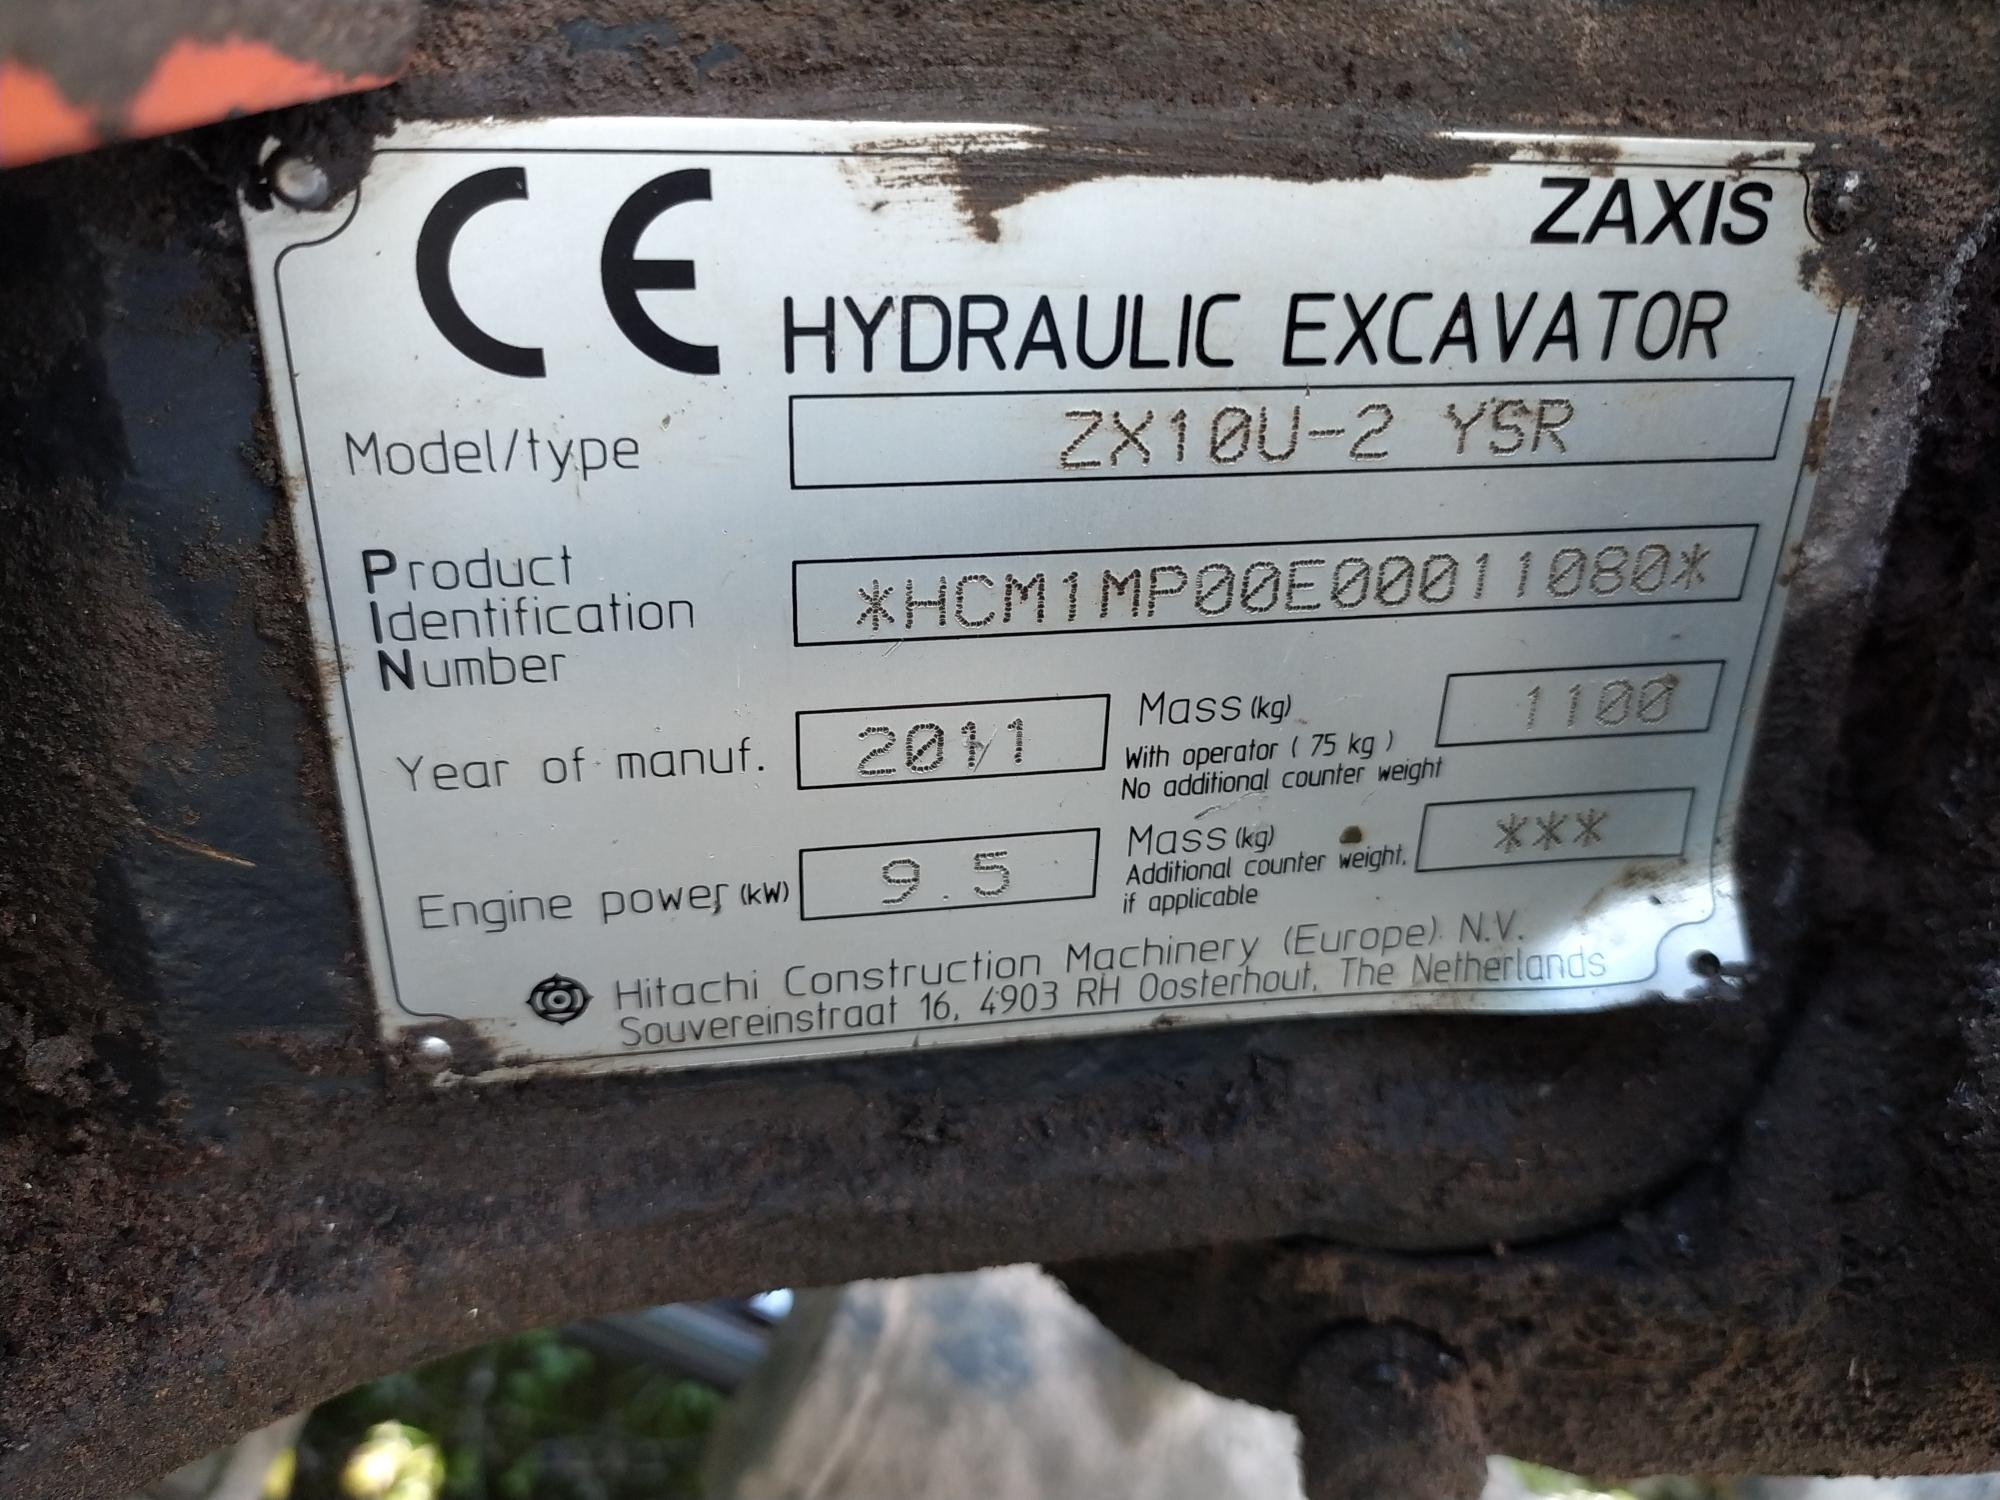 CE
ZAXIS
HYDRAULIC EXCAVATOR
Model/type ZX10U-2 YSR
Product
Identification
Number
*HCM1MP00E00011080*
Year of manuf. 2011
Mass (kg)
With operator ( 75 kg )
No additional counter weight
1100
Engine power (kW) 9.5
Mass (kg)
Additional counter weight,
if applicable
***
Hitachi Construction Machinery (Europe) N.V.
Souvereinstraat 16, 4903 RH Oosterhout, The Netherlands